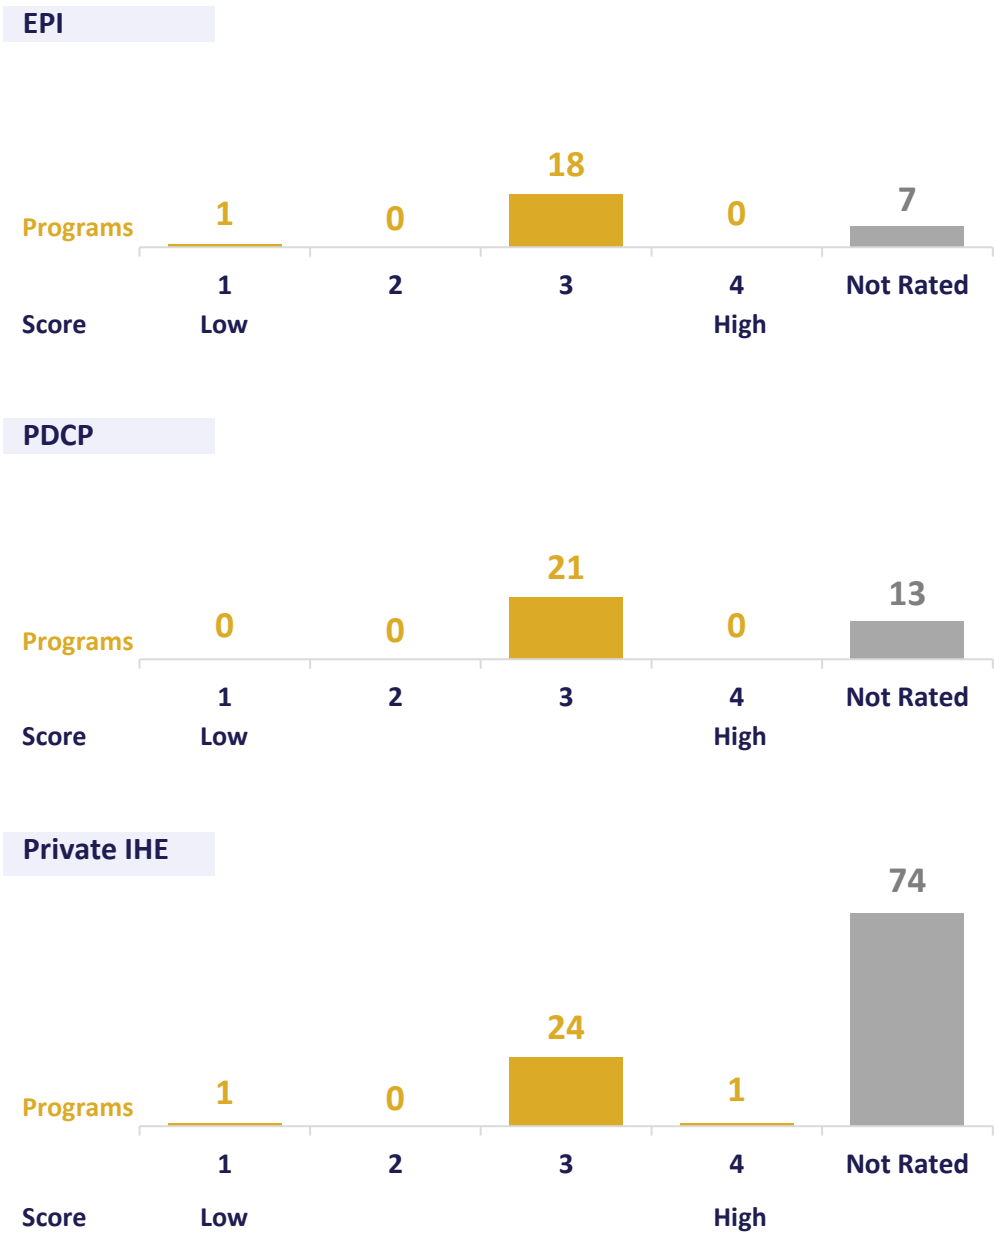 EPI
18
1
0
0
7
Programs
1
2
3
4
Not Rated
Score
Low
High
PDCP
21
0
0
0
13
Programs
1
2
3
4
Not Rated
Score
Low
High
Private IHE
74
24
1
0
1
Programs
1
2
3
4
Not Rated
Score
Low
High